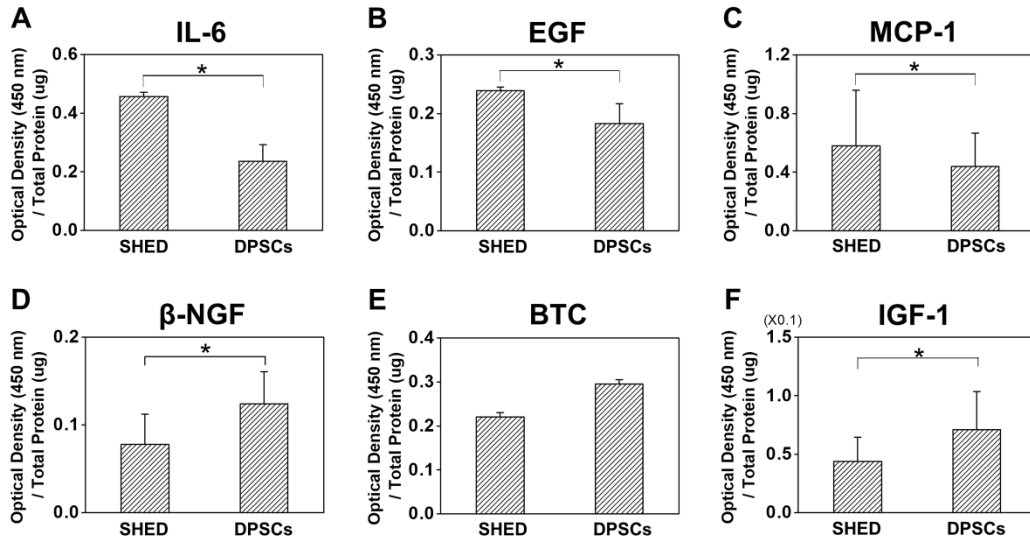 A
IL-6
Optical Density (450 nm)
/ Total Protein (ug)
0.6
0.4
0.2
0.0
*
SHED
DPSCs
B
EGF
Optical Density (450 nm)
/ Total Protein (ug)
0.3
0.2
0.1
0.0
*
SHED
DPSCs
C
MCP-1
Optical Density (450 nm)
/ Total Protein (ug)
1.2
0.8
0.4
0.0
*
SHED
DPSCs
D
β-NGF
Optical Density (450 nm)
/ Total Protein (ug)
0.2
0.1
0.0
*
SHED
DPSCs
E
BTC
Optical Density (450 nm)
/ Total Protein (ug)
0.4
0.3
0.2
0.1
0.0
SHED
DPSCs
F
(X0.1)
IGF-1
Optical Density (450 nm)
/ Total Protein (ug)
1.5
1.0
0.5
0.0
*
SHED
DPSCs